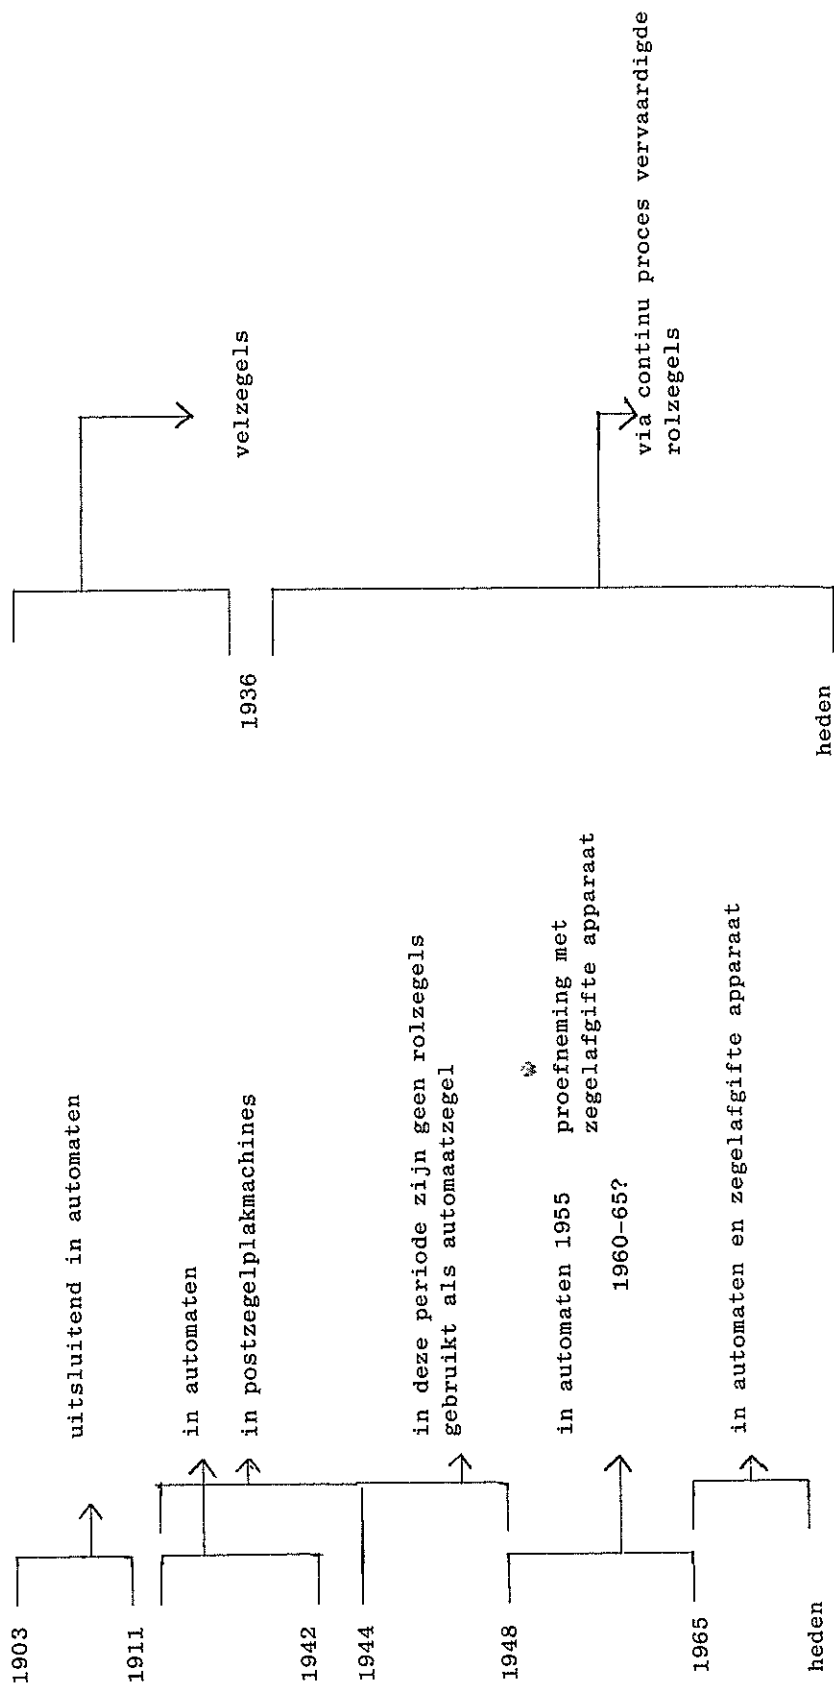 1903
uitsluitend in automaten
1911
in automaten
in postzegelplakmachines
1942
1944
in deze periode zijn geen rolzegels
gebruikt als automaatzegel
1948
in automaten 1955 proefneming met
zegelafgifte apparaat
1960-65?
1965
in automaten en zegelafgifte apparaat
heden
velzegels
1936
via continu proces vervaardigde
rolzegels
heden